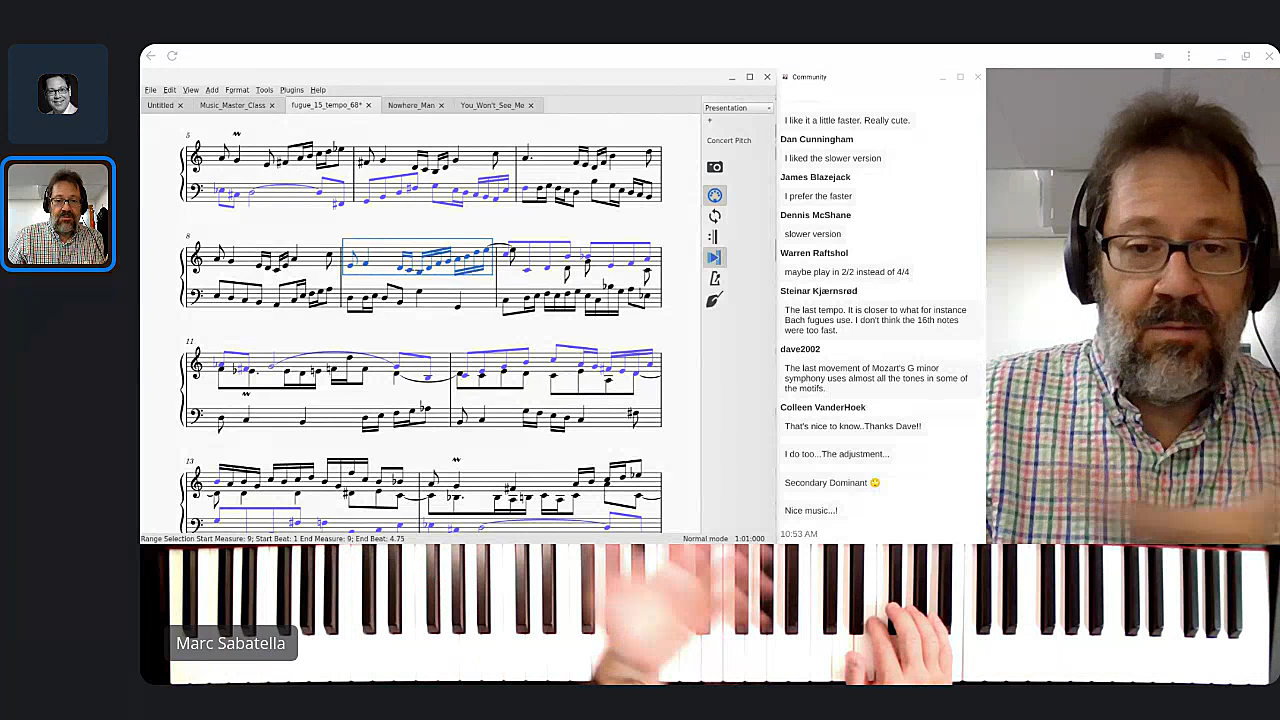 Community
File Edit View Add Format Tools Plugins Help
Untitled Music_Master_Class fugue_15_tempo_68* Nowhere_Man You_Won't_See_Me
Presentation
+
Concert Pitch
5
8
11
13
Range Selection Start Measure: 9; Start Beat: 1 End Measure: 9; End Beat: 4.75
Normal mode 1:01:000
I like it a little faster. Really cute.
Dan Cunningham
I liked the slower version
James Blazejack
I prefer the faster
Dennis McShane
slower version
Warren Raftshol
maybe play in 2/2 instead of 4/4
Steinar Kjærnsrød
The last tempo. It is closer to what for instance
Bach fugues use. I don't think the 16th notes
were too fast.
dave2002
The last movement of Mozart's G minor
symphony uses almost all the tones in some of
the motifs.
Colleen VanderHoek
That's nice to know..Thanks Dave!!
I do too...The adjustment...
Secondary Dominant 🙄
Nice music...!
10:53 AM
Marc Sabatella